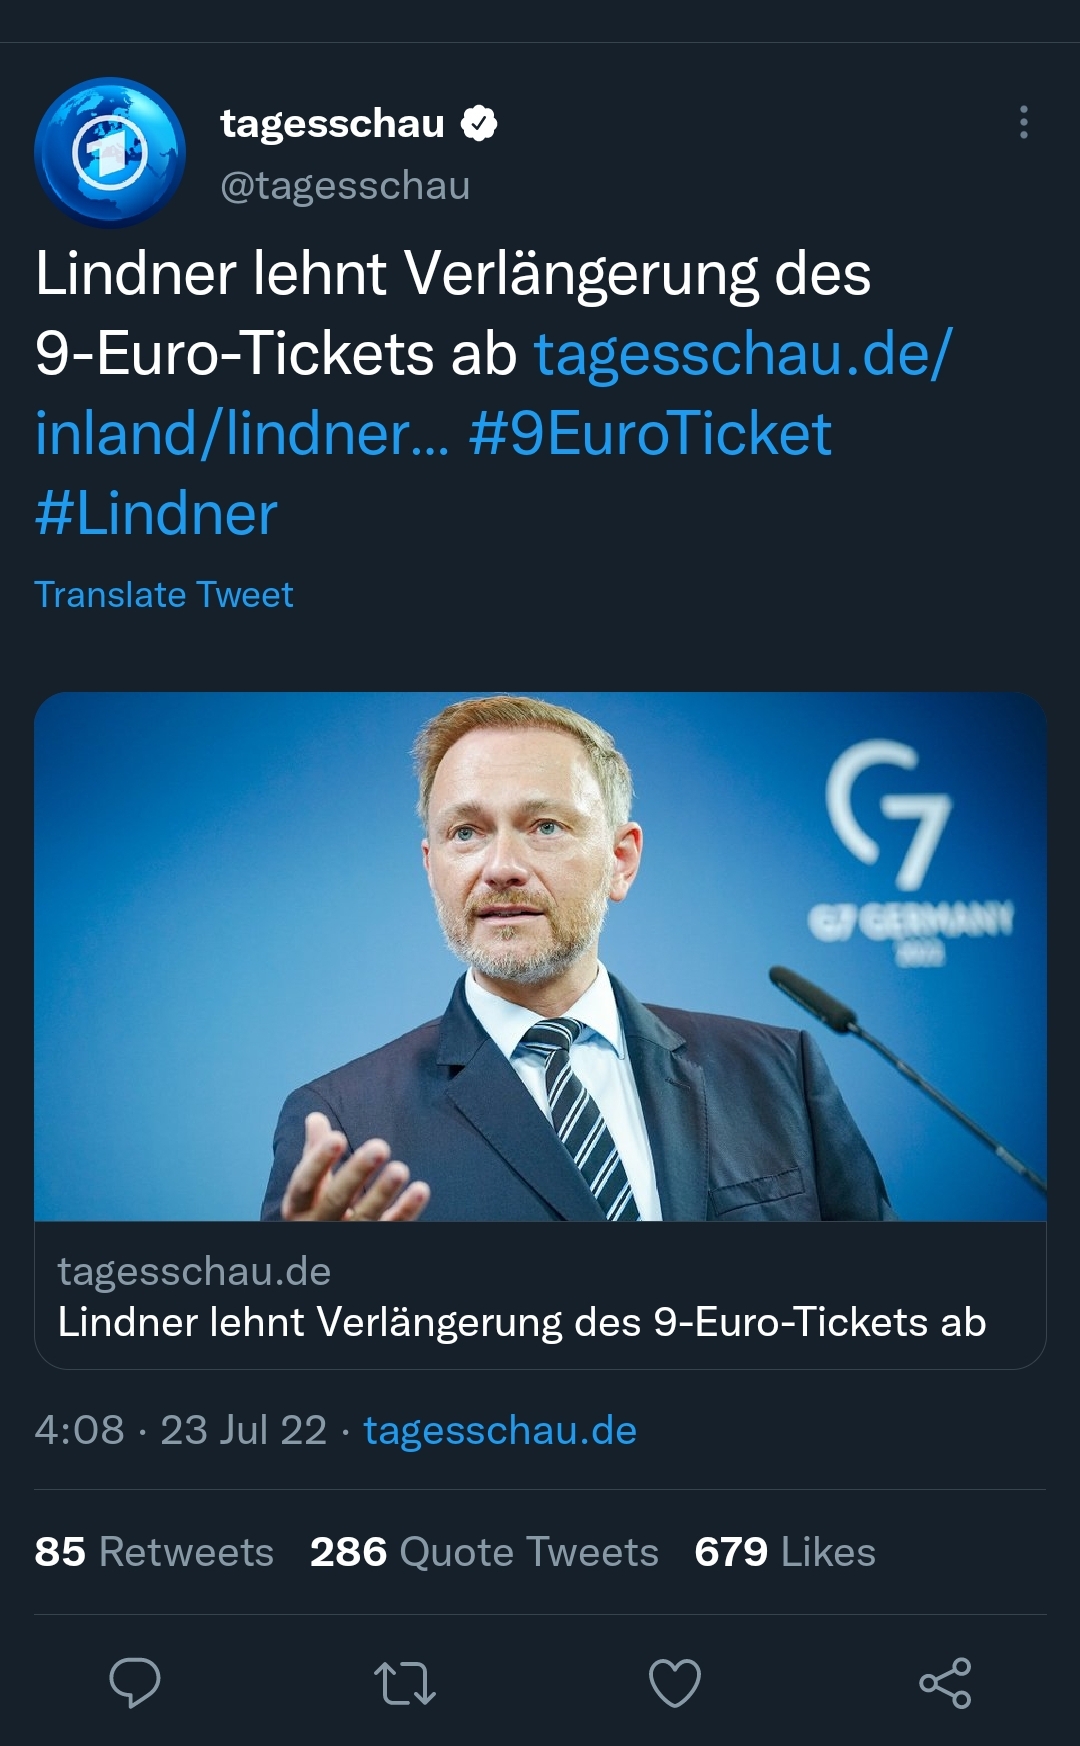 tagesschau
@tagesschau
Lindner lehnt Verlängerung des
9-Euro-Tickets ab tagesschau.de/
inland/lindner... #9EuroTicket
#Lindner
Translate Tweet
G7
G7 GERMANY
2022
tagesschau.de
Lindner lehnt Verlängerung des 9-Euro-Tickets ab
4:08 · 23 Jul 22 · tagesschau.de
85 Retweets 286 Quote Tweets 679 Likes